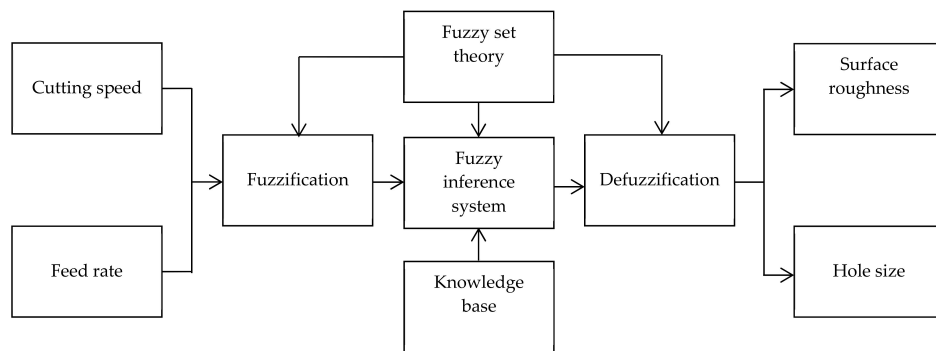 Cutting speed
Feed rate
Fuzzification
Fuzzy set
theory
Fuzzy
inference
system
Knowledge
base
Defuzzification
Surface
roughness
Hole size